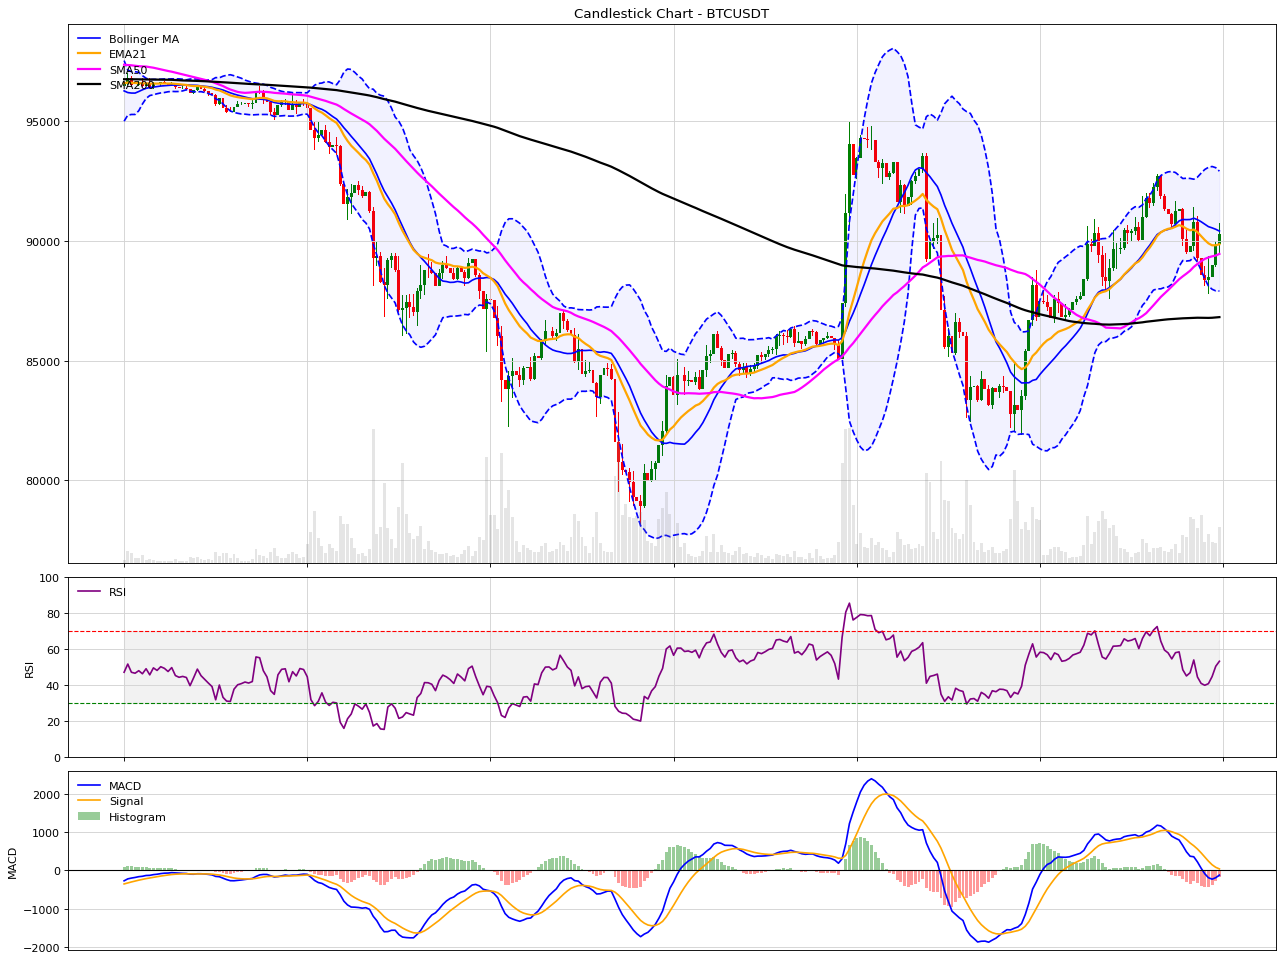 Candlestick Chart - BTCUSDT
Bollinger MA
EMA21
SMA50
SMA200
95000
90000
85000
80000
100
RSI
80
60
RSI
40
20
0
MACD
2000
Signal
1000
Histogram
MACD
0
−1000
−2000